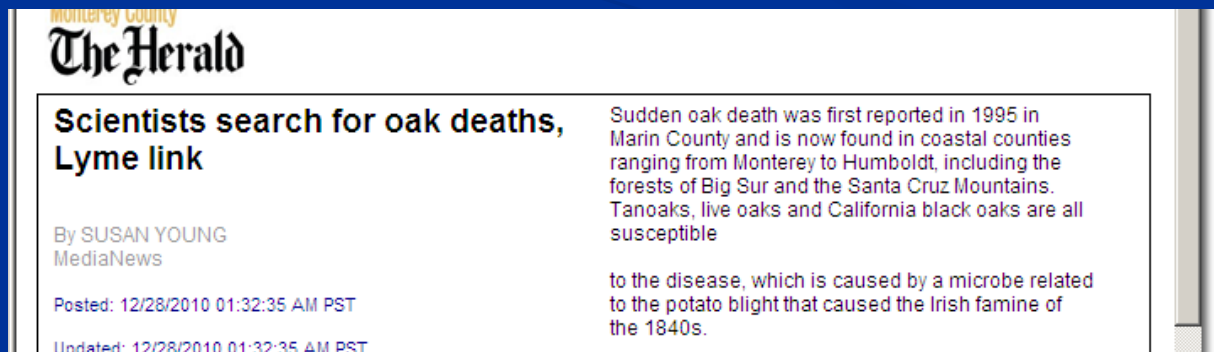 Monterey County
The Herald
Scientists search for oak deaths,
Lyme link
By SUSAN YOUNG
MediaNews
Posted: 12/28/2010 01:32:35 AM PST
Updated: 12/28/2010 01:32:35 AM PST
Sudden oak death was first reported in 1995 in
Marin County and is now found in coastal counties
ranging from Monterey to Humboldt, including the
forests of Big Sur and the Santa Cruz Mountains.
Tanoaks, live oaks and California black oaks are all
susceptible
to the disease, which is caused by a microbe related
to the potato blight that caused the Irish famine of
the 1840s.